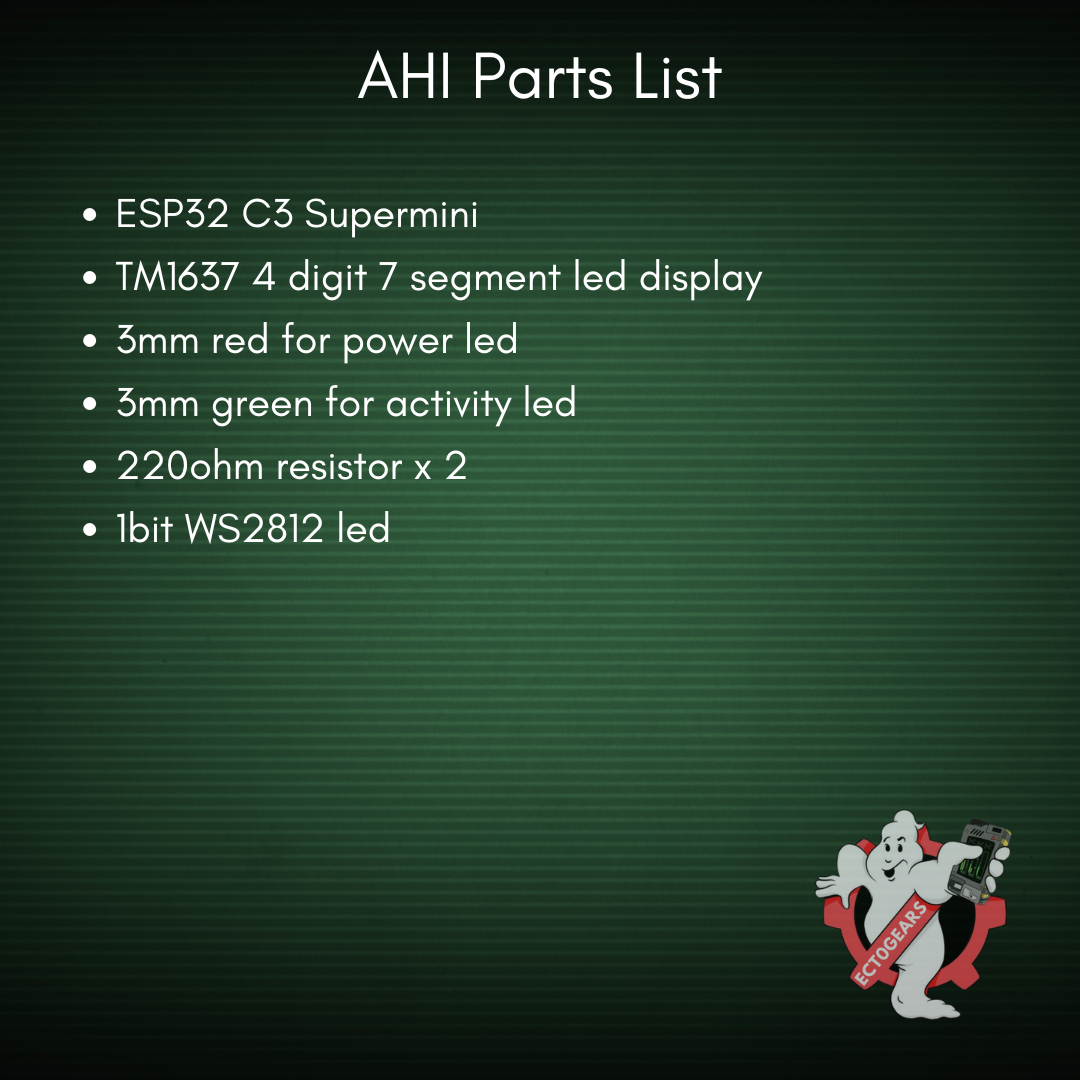 AHI Parts List
• ESP32 C3 Supermini
• TM1637 4 digit 7 segment led display
• 3mm red for power led
• 3mm green for activity led
• 220ohm resistor x 2
• 1bit WS2812 led
ECTOGEARS